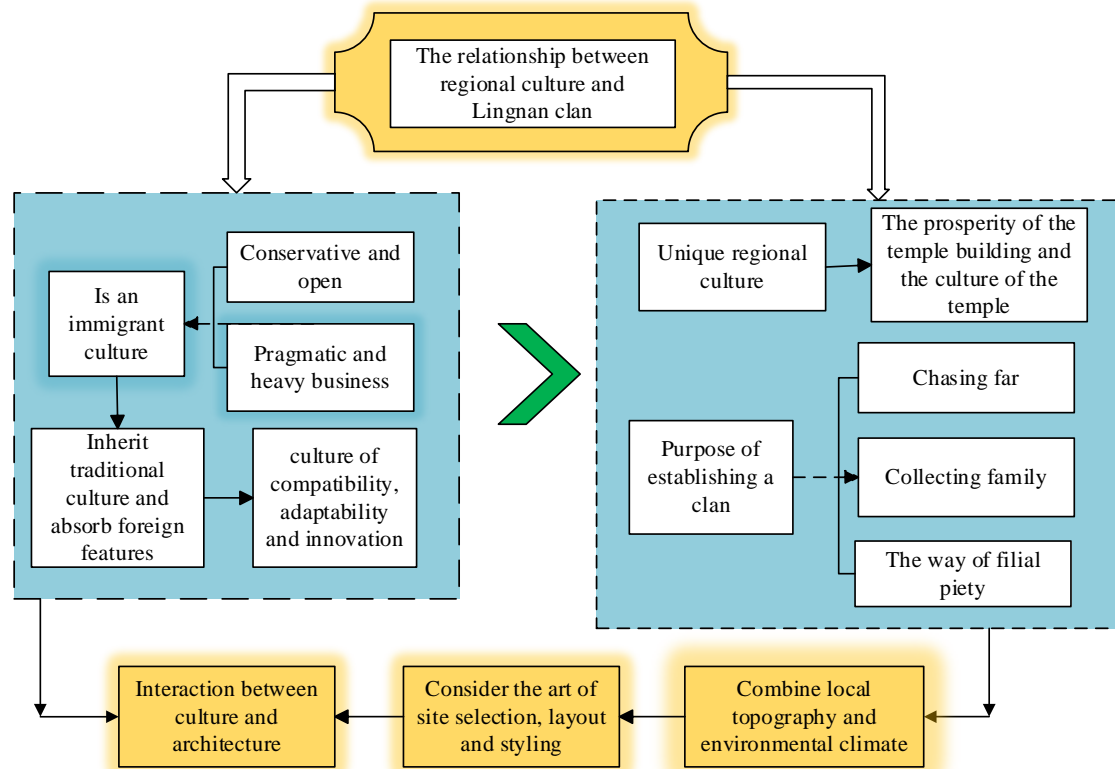 The relationship between
regional culture and
Lingnan clan
Conservative and
open
Is an
immigrant
culture
Pragmatic and
heavy business
Inherit
traditional
culture and
absorb foreign
features
culture of
compatibility,
adaptability
and innovation
Unique regional
culture
The prosperity of the
temple building and
the culture of the
temple
Chasing far
Purpose of
establishing a
clan
Collecting family
The way of filial
piety
Interaction between
culture and
architecture
Consider the art of
site selection, layout
and styling
Combine local
topography and
environmental climate